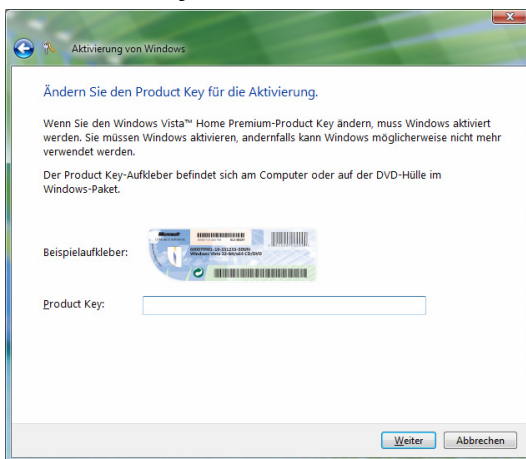 Aktivierung von Windows
Ändern Sie den Product Key für die Aktivierung.
Wenn Sie den Windows Vista™ Home Premium-Product Key ändern, muss Windows aktiviert
werden. Sie müssen Windows aktivieren, andernfalls kann Windows möglicherweise nicht mehr
verwendet werden.
Der Product Key-Aufkleber befindet sich am Computer oder auf der DVD-Hülle im
Windows-Paket.
Beispielaufkleber:
Microsoft
Product Key:
Weiter
Abbrechen